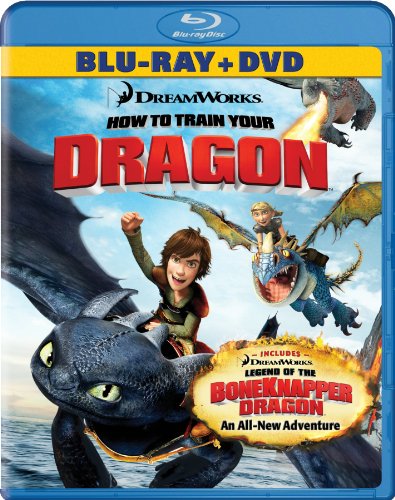 Blu-ray Disc
BLU-RAY + DVD
DREAMWORKS
HOW TO TRAIN YOUR
DRAGON™
INCLUDES
DREAMWORKS
LEGEND OF THE
BONEKNAPPER
DRAGON
An All-New Adventure